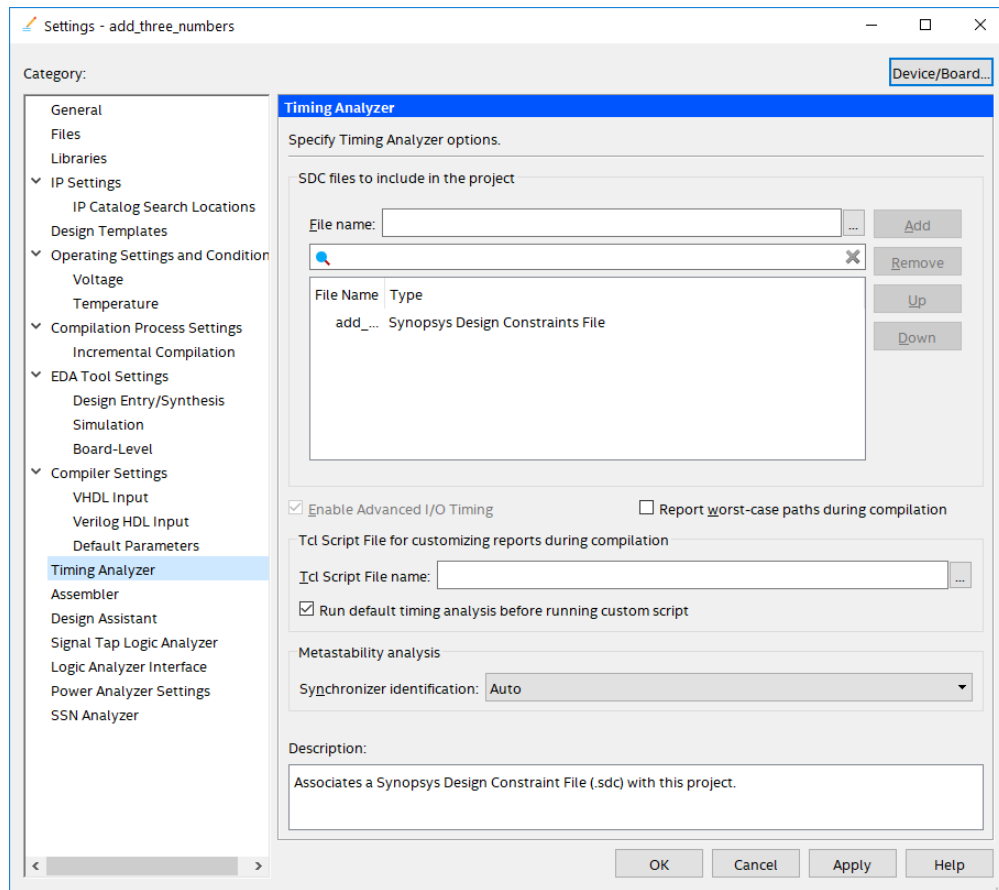 Settings - add_three_numbers
Category:
Device/Board...
General
Files
Libraries
IP Settings
IP Catalog Search Locations
Design Templates
Operating Settings and Condition
Voltage
Temperature
Compilation Process Settings
Incremental Compilation
EDA Tool Settings
Design Entry/Synthesis
Simulation
Board-Level
Compiler Settings
VHDL Input
Verilog HDL Input
Default Parameters
Timing Analyzer
Assembler
Design Assistant
Signal Tap Logic Analyzer
Logic Analyzer Interface
Power Analyzer Settings
SSN Analyzer
Timing Analyzer
Specify Timing Analyzer options.
SDC files to include in the project
File name:
...
Add
Remove
Up
Down
File Name Type
add_... Synopsys Design Constraints File
Enable Advanced I/O Timing
Report worst-case paths during compilation
Tcl Script File for customizing reports during compilation
Tcl Script File name:
...
Run default timing analysis before running custom script
Metastability analysis
Synchronizer identification: Auto
Description:
Associates a Synopsys Design Constraint File (.sdc) with this project.
OK Cancel Apply Help